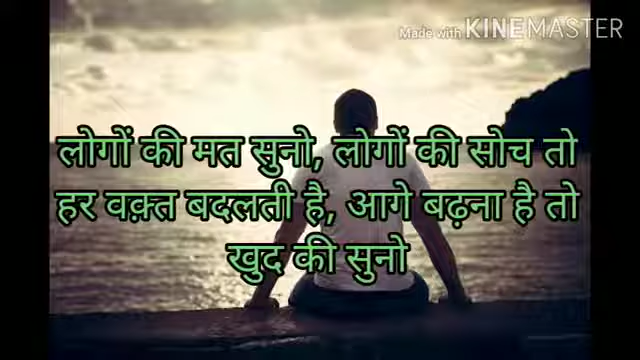 Made with KINEMASTER
लोगों की मत सुनो, लोगों की सोच तो
हर वक़्त बदलती है, आगे बढ़ना है तो
खुद की सुनो